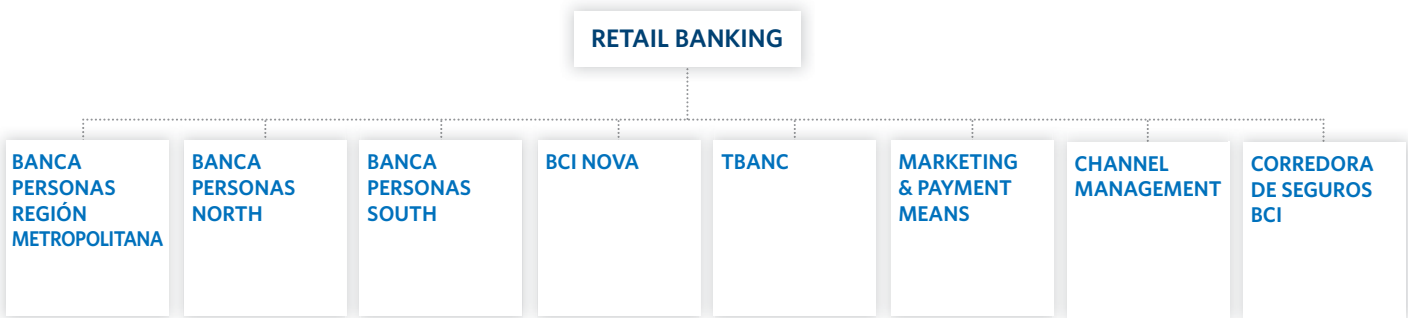 RETAIL BANKING
BANCA
PERSONAS
REGIÓN
METROPOLITANA
BANCA
PERSONAS
NORTH
BANCA
PERSONAS
SOUTH
BCI NOVA
TBANC
MARKETING
& PAYMENT
MEANS
CHANNEL
MANAGEMENT
CORREDORA
DE SEGUROS
BCI